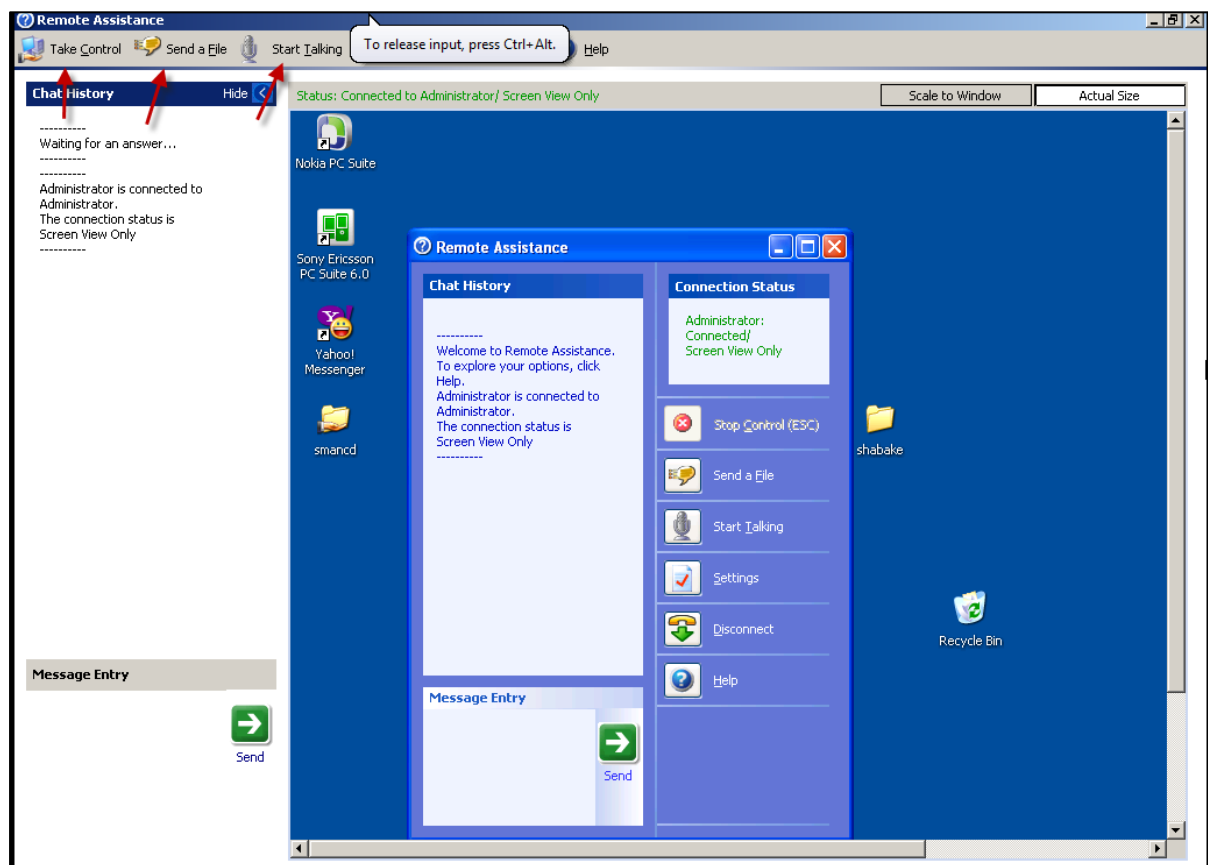 Remote Assistance
Take Control
Send a File
Start Talking
To release input, press Ctrl+Alt.
Help
Chat History
Hide
----------
Waiting for an answer...
----------
----------
Administrator is connected to
Administrator.
The connection status is
Screen View Only
----------
Message Entry
Send
Status: Connected to Administrator/ Screen View Only
Scale to Window
Actual Size
Nokia PC Suite
Sony Ericsson
PC Suite 6.0
Yahoo!
Messenger
smancd
Remote Assistance
Chat History
----------
Welcome to Remote Assistance.
To explore your options, click
Help.
Administrator is connected to
Administrator.
The connection status is
Screen View Only
----------
Message Entry
Send
Connection Status
Administrator:
Connected/
Screen View Only
Stop Control (ESC)
Send a File
Start Talking
Settings
Disconnect
Help
shabake
Recycle Bin